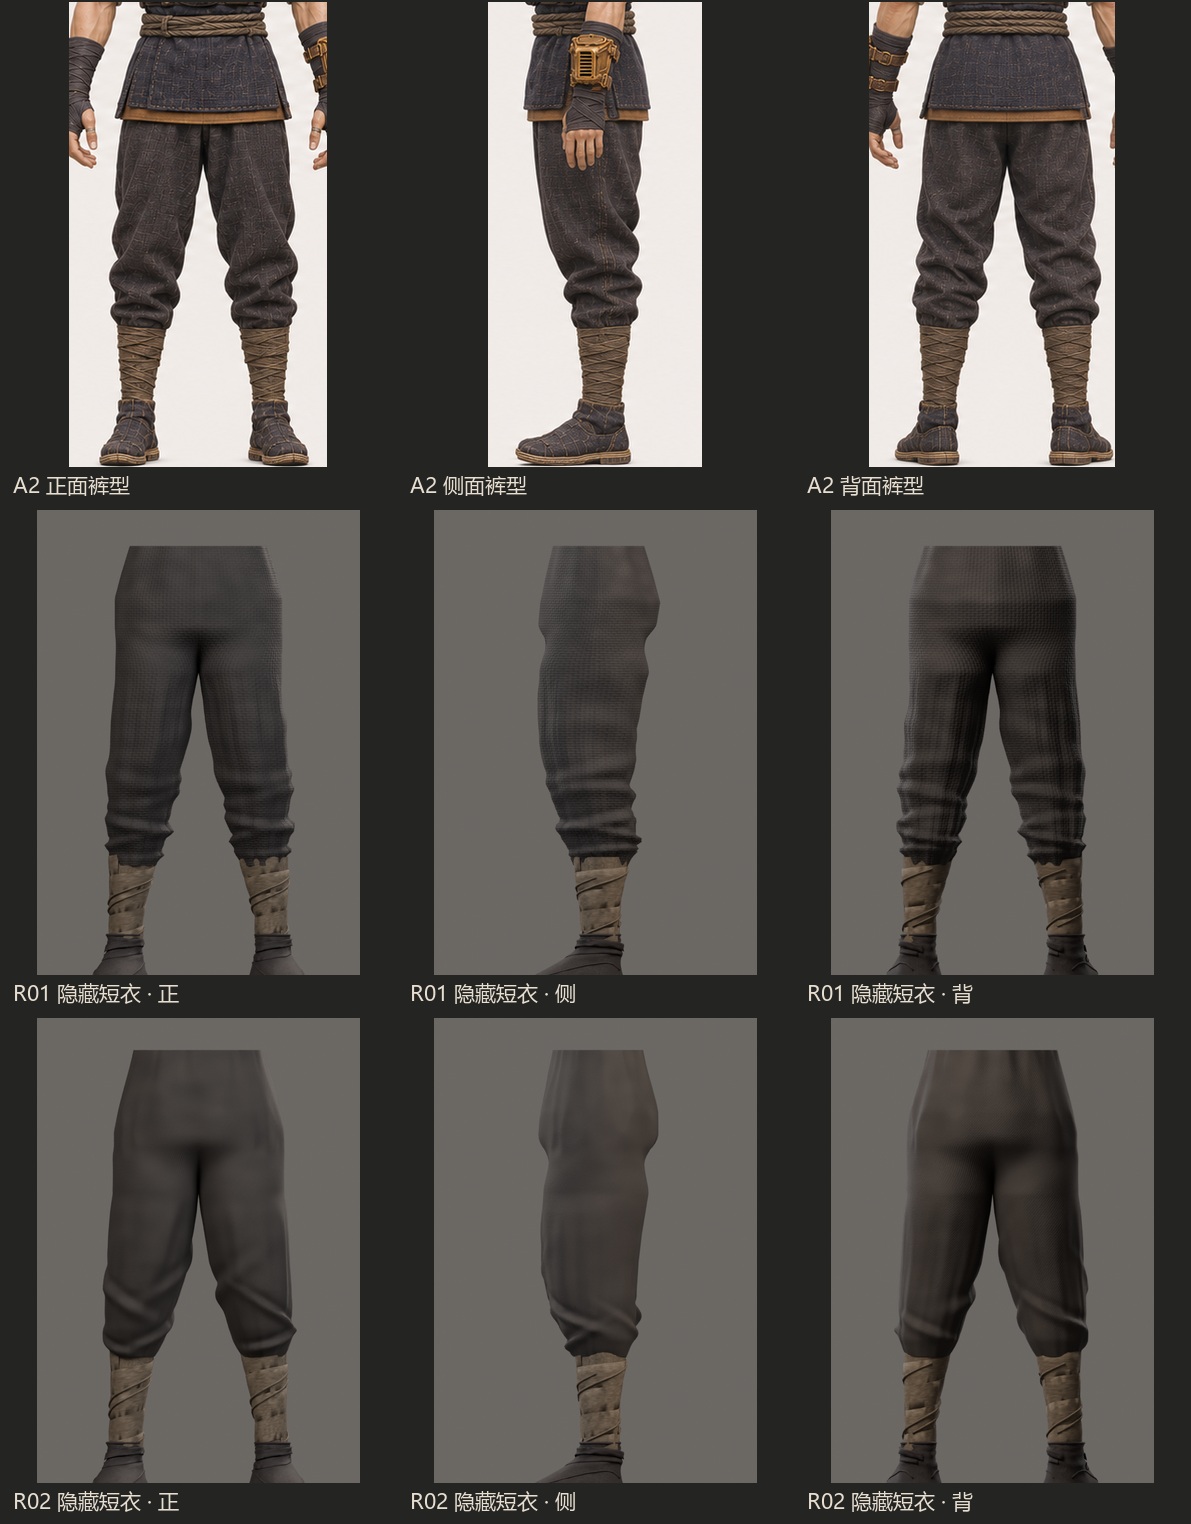 A2 正面裤型
A2 侧面裤型
A2 背面裤型
R01 隐藏短衣 · 正
R01 隐藏短衣 · 侧
R01 隐藏短衣 · 背
R02 隐藏短衣 · 正
R02 隐藏短衣 · 侧
R02 隐藏短衣 · 背